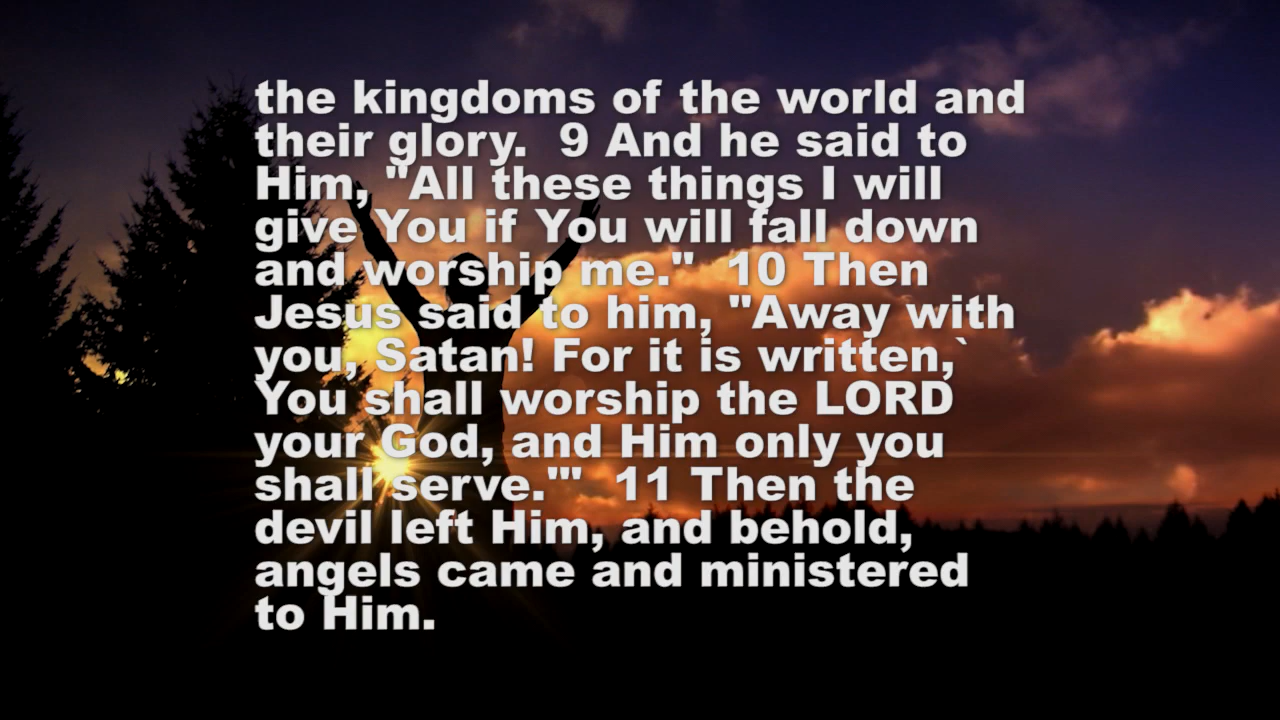 the kingdoms of the world and
their glory.  9 And he said to
Him, "All these things I will
give You if You will fall down
and worship me."  10 Then
Jesus said to him, "Away with
you, Satan! For it is written,`
You shall worship the LORD
your God, and Him only you
shall serve.'"  11 Then the
devil left Him, and behold,
angels came and ministered
to Him.